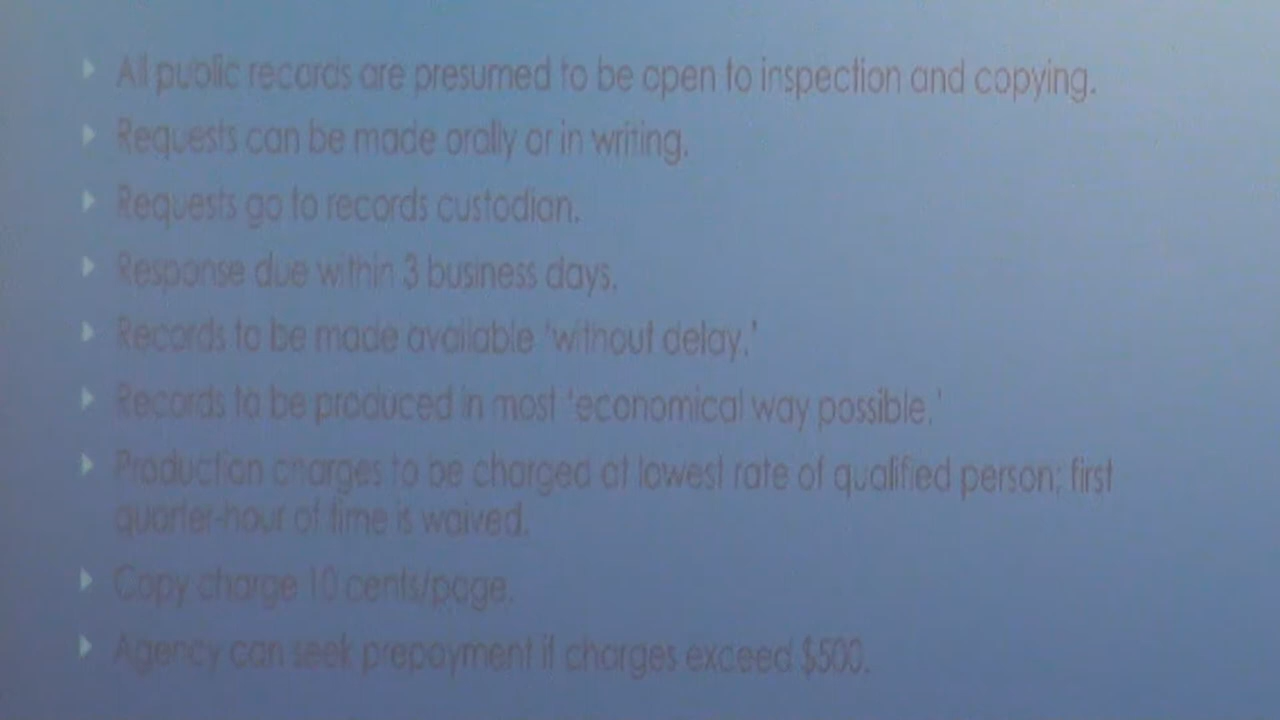 All public records are presumed to be open to inspection and copying.
Requests can be made orally or in writing.
Requests go to records custodian.
Response due within 3 business days.
Records to be made available 'without delay.'
Records to be produced in most 'economical way possible.'
Production charges to be charged at lowest rate of qualified person; first
quarter-hour of time is waived.
Copy charge 10 cents/page.
Agency can seek prepayment if charges exceed $500.